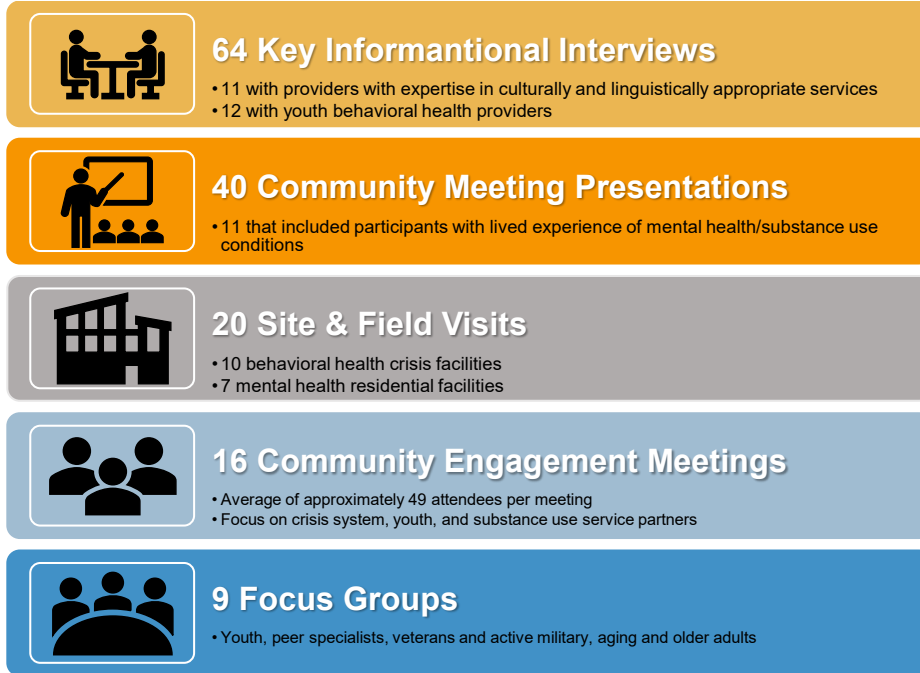 64 Key Informantional Interviews
•11 with providers with expertise in culturally and linguistically appropriate services
•12 with youth behavioral health providers
40 Community Meeting Presentations
•11 that included participants with lived experience of mental health/substance use
conditions
20 Site & Field Visits
•10 behavioral health crisis facilities
•7 mental health residential facilities
16 Community Engagement Meetings
•Average of approximately 49 attendees per meeting
•Focus on crisis system, youth, and substance use service partners
9 Focus Groups
•Youth, peer specialists, veterans and active military, aging and older adults